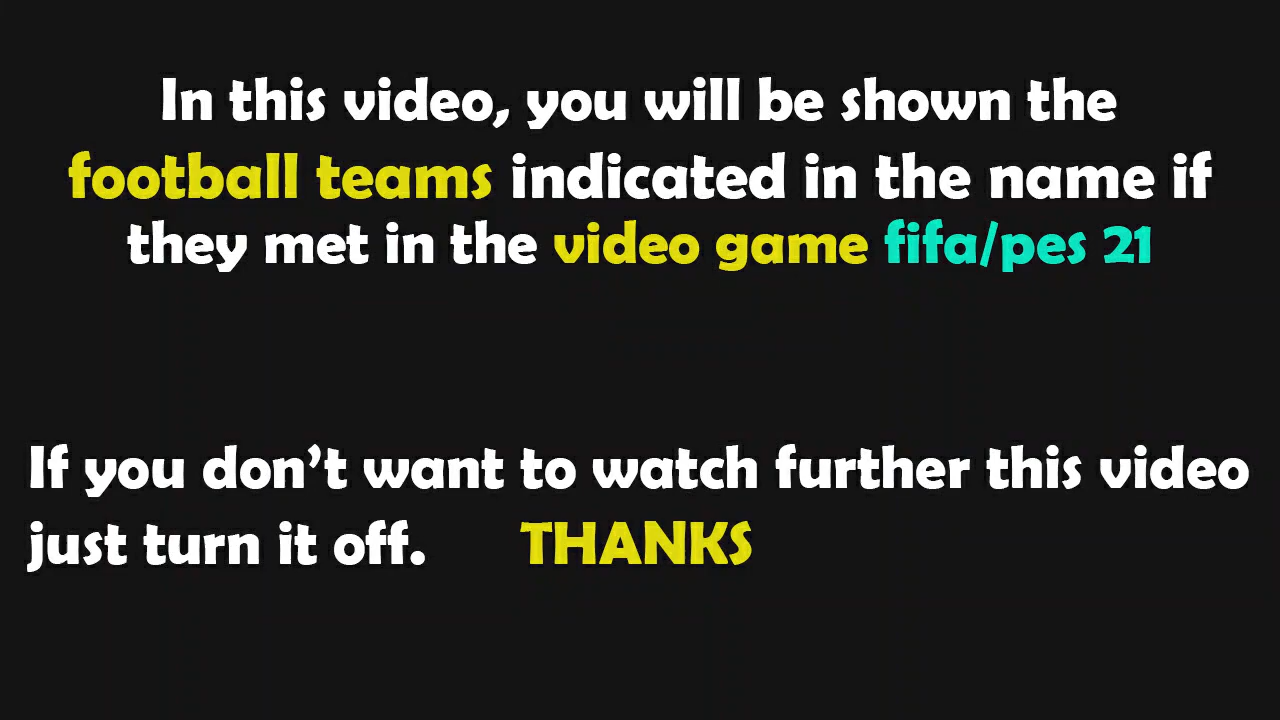 In this video, you will be shown the
football teams indicated in the name if
they met in the video game fifa/pes 21
If you don't want to watch further this video
just turn it off. THANKS